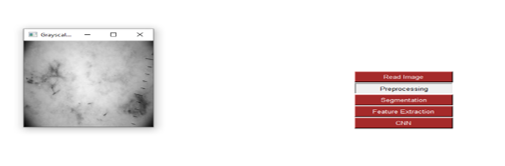 Grayscal...
Read Image
Preprocessing
Segmentation
Feature Extraction
CNN